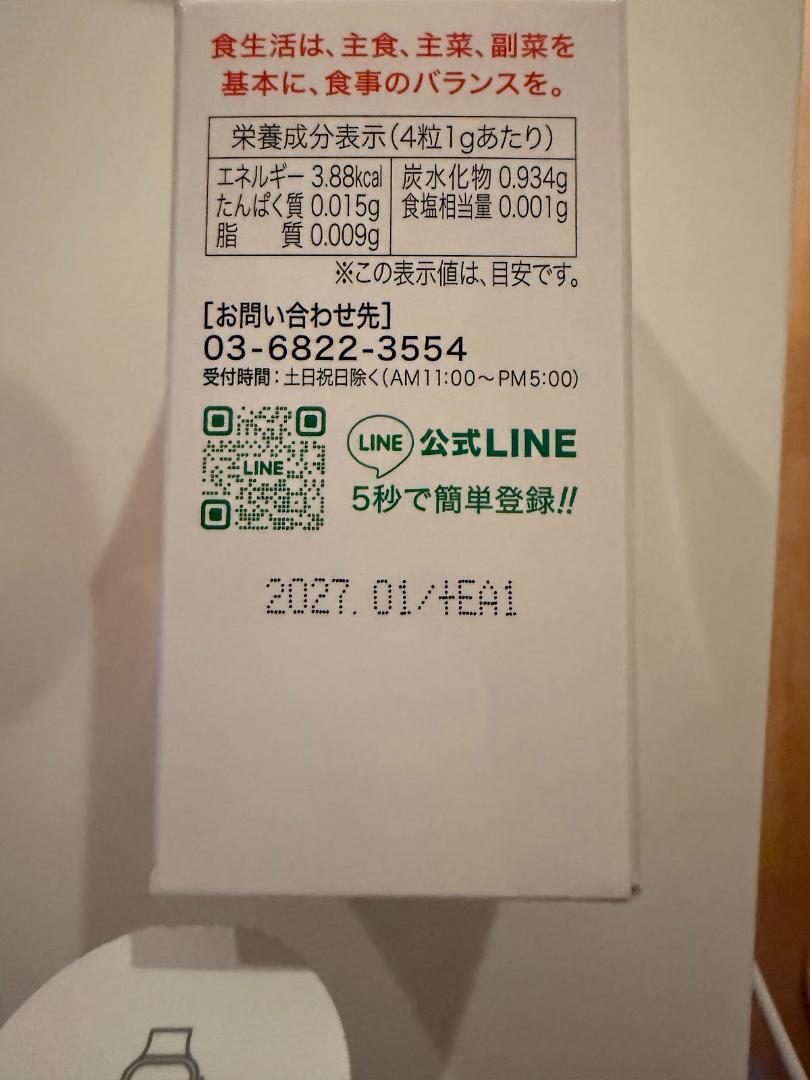 食生活は、主食、主菜、副菜を
基本に、食事のバランスを。
栄養成分表示(4粒1gあたり)
エネルギー 3.88kcal
たんぱく質 0.015g
脂 質 0.009g
炭水化物 0.934g
食塩相当量 0.001g
※この表示値は、目安です。
[お問い合わせ先]
03-6822-3554
受付時間:土日祝日除く(AM11:00～PM5:00)
LINE
LINE 公式LINE
5秒で簡単登録!!
2027. 01/+EA1